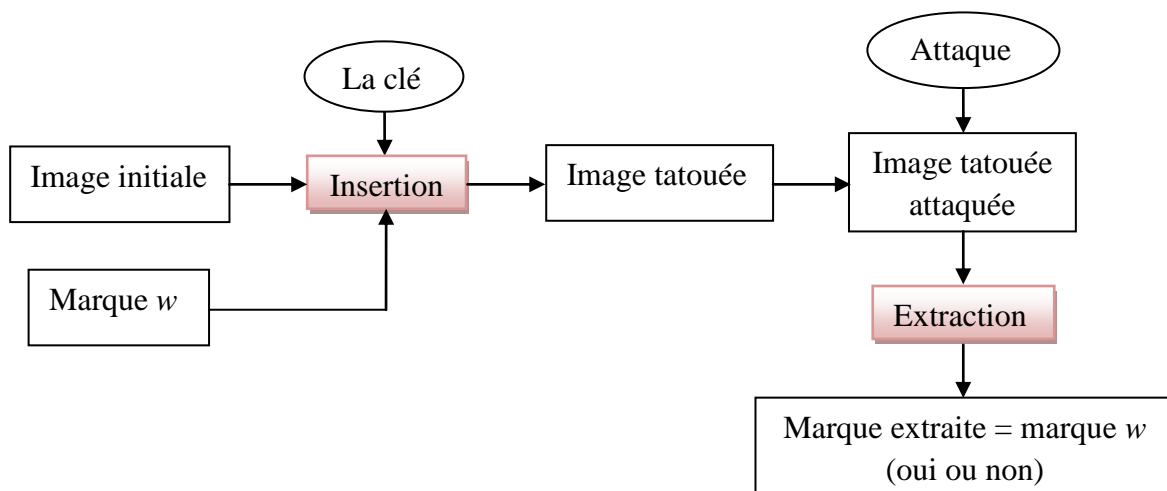 La clé
Attaque
Image initiale
Insertion
Image tatouée
Image tatouée
attaquée
Marque w
Extraction
Marque extraite = marque w
(oui ou non)